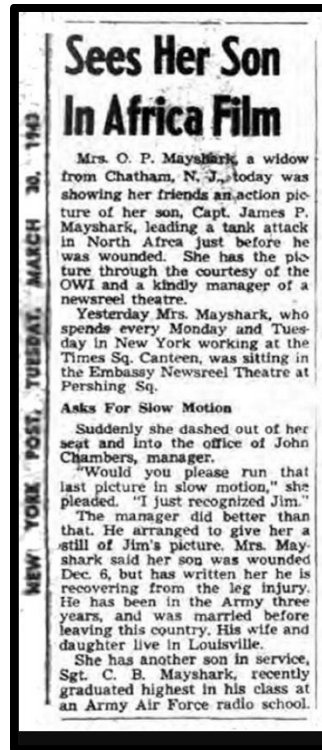 Sees Her Son
In Africa Film
Mrs. O. P. Mayshark, a widow
from Chatham, N. J., today was
showing her friends an action pic-
ture of her son, Capt. James P.
Mayshark, leading a tank attack
in North Afrca just before he
was wounded. She has the pic-
ture through the courtesy of the
OWI and a kindly manager of a
newsreel theatre.
Yesterday Mrs. Mayshark, who
spends every Monday and Tues-
day in New York working at the
Times Sq. Canteen, was sitting in
the Embassy Newsreel Theatre at
Pershing Sq.
Asks For Slow Motion
Suddenly she dashed out of her
seat and into the office of John
Chambers, manager.
"Would you please run that
last picture in slow motion," she
pleaded. "I just recognized Jim."
The manager did better than
that. He arranged to give her a
still of Jim's picture. Mrs. May-
shark said her son was wounded
Dec. 6, but has written her he is
recovering from the leg injury.
He has been in the Army three
years, and was married before
leaving this country. His wife and
daughter live in Louisville.
She has another son in service,
Sgt. C. B. Mayshark, recently
graduated highest in his class at
an Army Air Force radio school.
NEW YORK POST, TUESDAY, MARCH 30, 1943